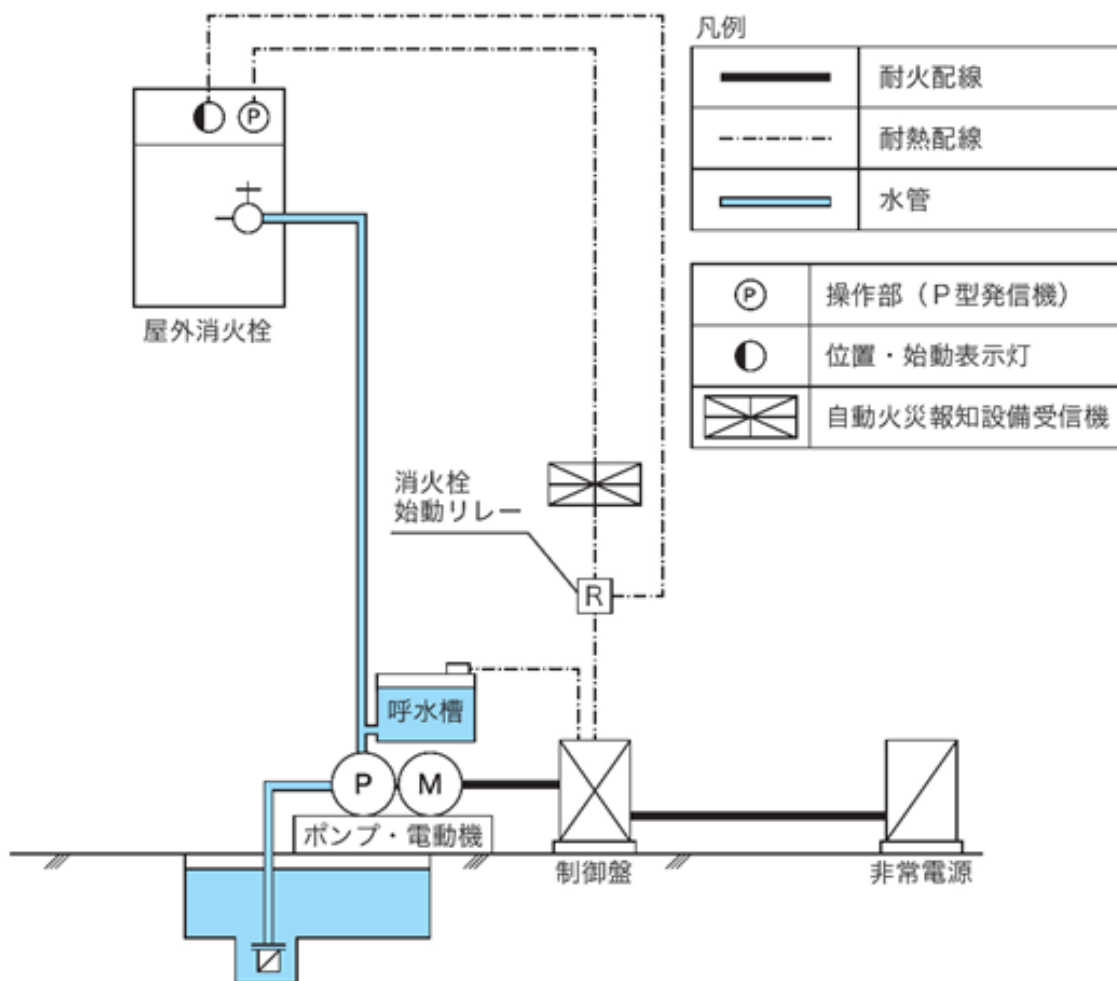 凡例
耐火配線
耐熱配線
水管
P
操作部（P型発信機）
位置・始動表示灯
自動火災報知設備受信機
P
屋外消火栓
消火栓
始動リレー
R
呼水槽
P
M
ポンプ・電動機
制御盤
非常電源